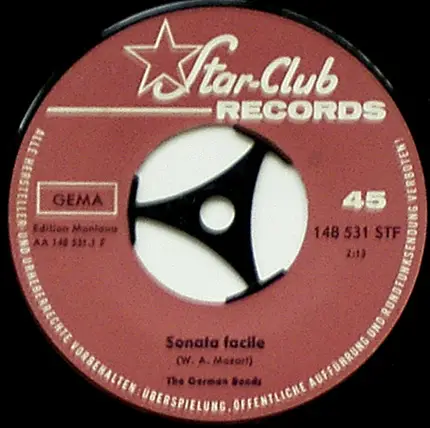 Star-Club
RECORDS
GEMA
45
Edition Montana
AA 148 531.1 F
148 531 STF
2:13
Sonata facile
(W. A. Mozart)
The German Bonds
ALLE HERSTELLER- UND URHEBERRECHTE VORBEHALTEN! ÜBERSPIELUNG, ÖFFENTLICHE AUFFÜHRUNG UND RUNDFUNKSENDUNG VERBOTEN!